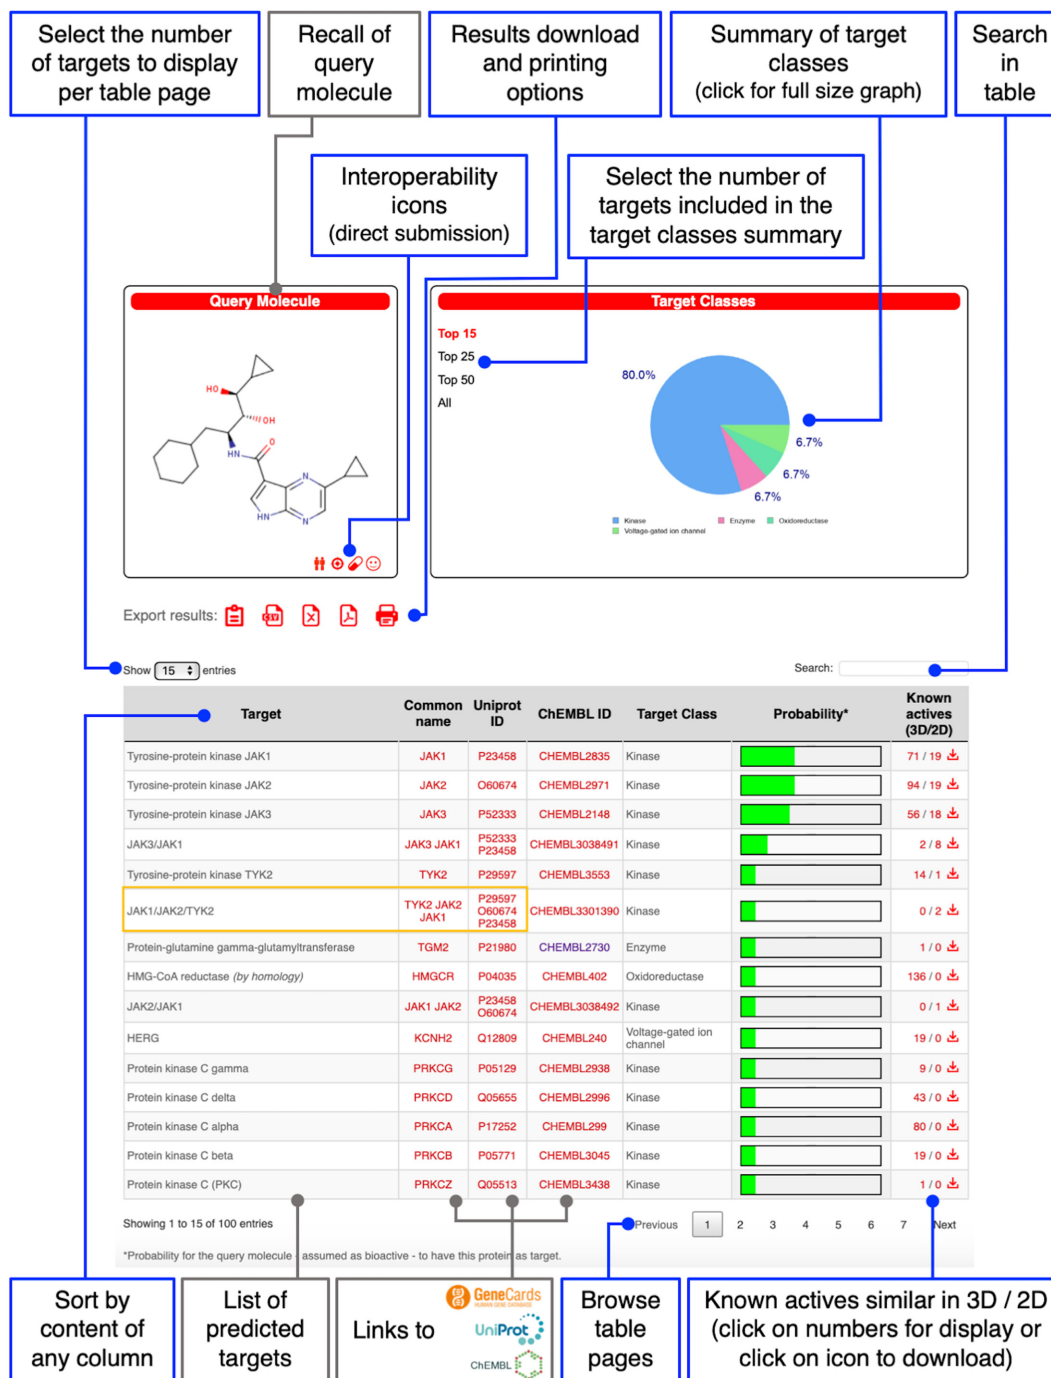 Select the number
of targets to display
per table page
Recall of
query
molecule
Results download
and printing
options
Summary of target
classes
(click for full size graph)
Search
in
table
Interoperability
icons
(direct submission)
Select the number of
targets included in the
target classes summary
Query Molecule
HO
OH
HN
O
N
HN
N
Target Classes
Top 15
Top 25
Top 50
All
80.0%
6.7%
6.7%
6.7%
Kinase
Enzyme
Oxidoreductase
Voltage-gated ion channel
Export results:
CSV
Show 15 entries
Search:
Target Common name Uniprot ID ChEMBL ID Target Class Probability* Known actives (3D/2D)
Tyrosine-protein kinase JAK1 JAK1 P23458 CHEMBL2835 Kinase 71 / 19
Tyrosine-protein kinase JAK2 JAK2 O60674 CHEMBL2971 Kinase 94 / 19
Tyrosine-protein kinase JAK3 JAK3 P52333 CHEMBL2148 Kinase 56 / 18
JAK3/JAK1 JAK3 JAK1 P52333 P23458 CHEMBL3038491 Kinase 2 / 8
Tyrosine-protein kinase TYK2 TYK2 P29597 CHEMBL3553 Kinase 14 / 1
JAK1/JAK2/TYK2 TYK2 JAK2 JAK1 P29597 O60674 P23458 CHEMBL3301390 Kinase 0 / 2
Protein-glutamine gamma-glutamyltransferase TGM2 P21980 CHEMBL2730 Enzyme 1 / 0
HMG-CoA reductase (by homology) HMGCR P04035 CHEMBL402 Oxidoreductase 136 / 0
JAK2/JAK1 JAK1 JAK2 P23458 O60674 CHEMBL3038492 Kinase 0 / 1
HERG KCNH2 Q12809 CHEMBL240 Voltage-gated ion channel 19 / 0
Protein kinase C gamma PRKCG P05129 CHEMBL2938 Kinase 9 / 0
Protein kinase C delta PRKCD Q05655 CHEMBL2996 Kinase 43 / 0
Protein kinase C alpha PRKCA P17252 CHEMBL299 Kinase 80 / 0
Protein kinase C beta PRKCB P05771 CHEMBL3045 Kinase 19 / 0
Protein kinase C (PKC) PRKCZ Q05513 CHEMBL3438 Kinase 1 / 0
Showing 1 to 15 of 100 entries
Previous 1 2 3 4 5 6 7 Next
*Probability for the query molecule - assumed as bioactive - to have this protein as target.
Sort by
content of
any column
List of
predicted
targets
Links to
GeneCards
HUMAN GENE DATABASE
UniProt
ChEMBL
Browse
table
pages
Known actives similar in 3D / 2D
(click on numbers for display or
click on icon to download)